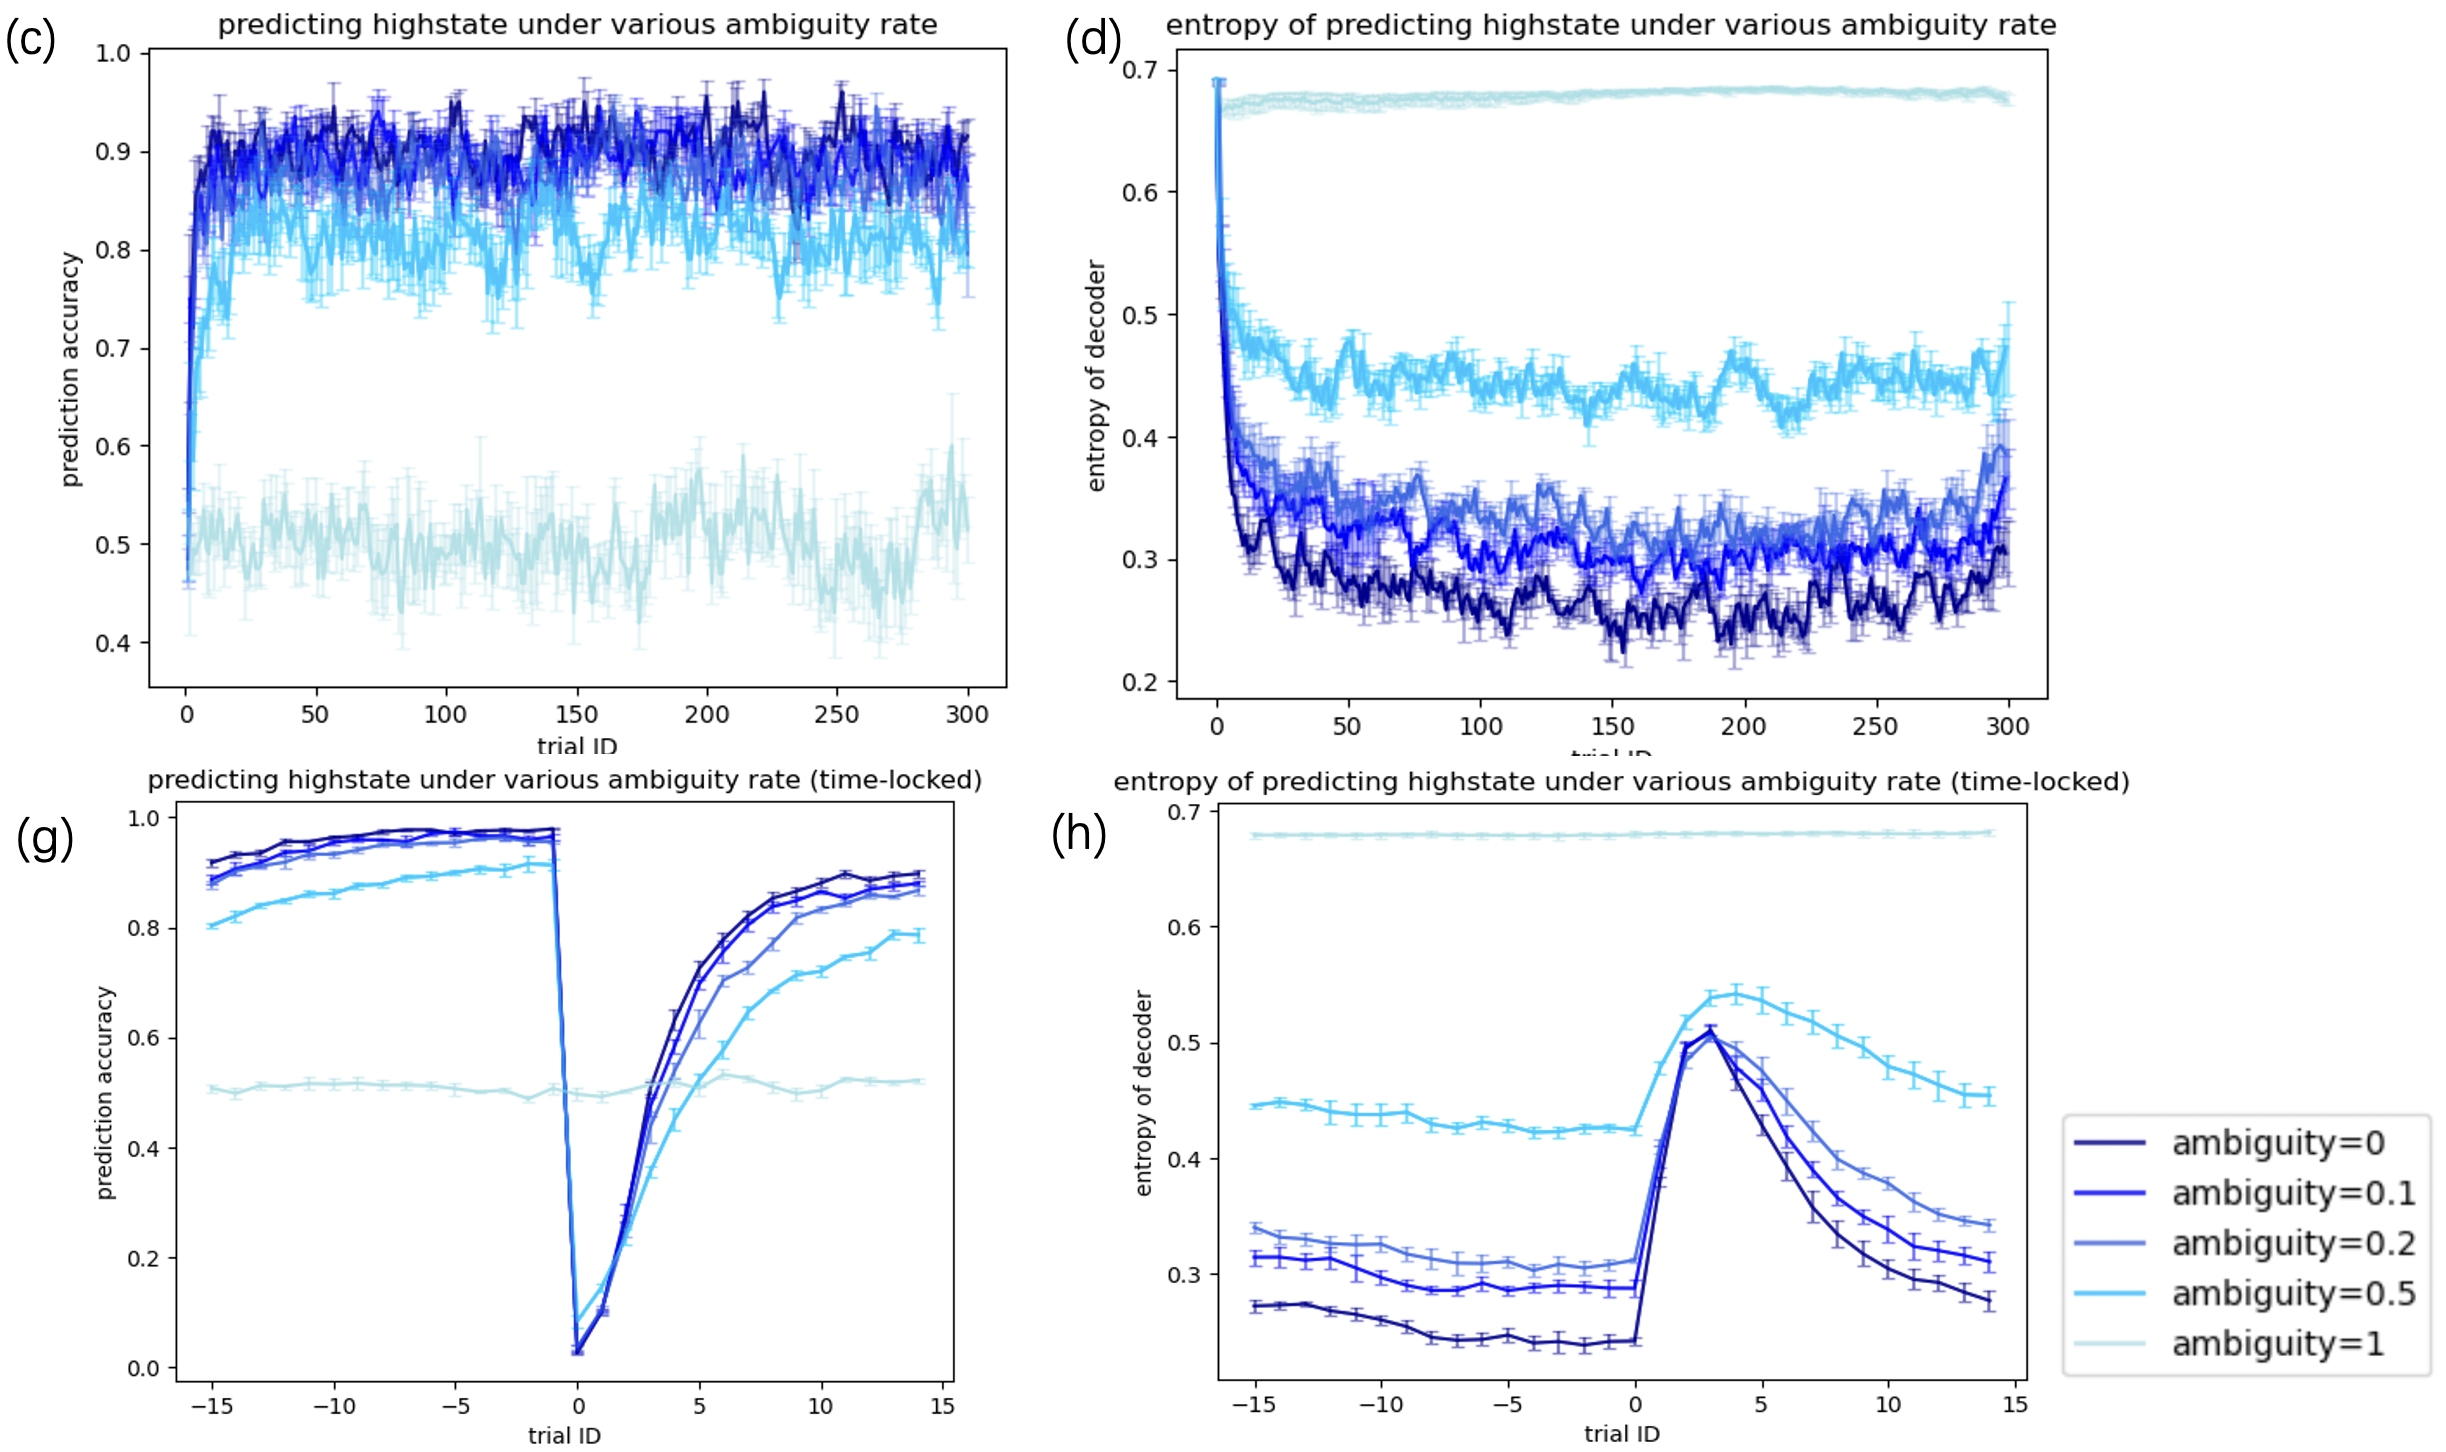 (c)
predicting highstate under various ambiguity rate
1.0
0.9
0.8
0.7
0.6
0.5
0.4
prediction accuracy
0 50 100 150 200 250 300
trial ID
(d)
entropy of predicting highstate under various ambiguity rate
0.7
0.6
0.5
0.4
0.3
0.2
entropy of decoder
0 50 100 150 200 250 300
trial ID
(g)
predicting highstate under various ambiguity rate (time-locked)
1.0
0.8
0.6
0.4
0.2
0.0
prediction accuracy
−15 −10 −5 0 5 10 15
trial ID
(h)
entropy of predicting highstate under various ambiguity rate (time-locked)
0.7
0.6
0.5
0.4
0.3
entropy of decoder
−15 −10 −5 0 5 10 15
trial ID
ambiguity=0
ambiguity=0.1
ambiguity=0.2
ambiguity=0.5
ambiguity=1